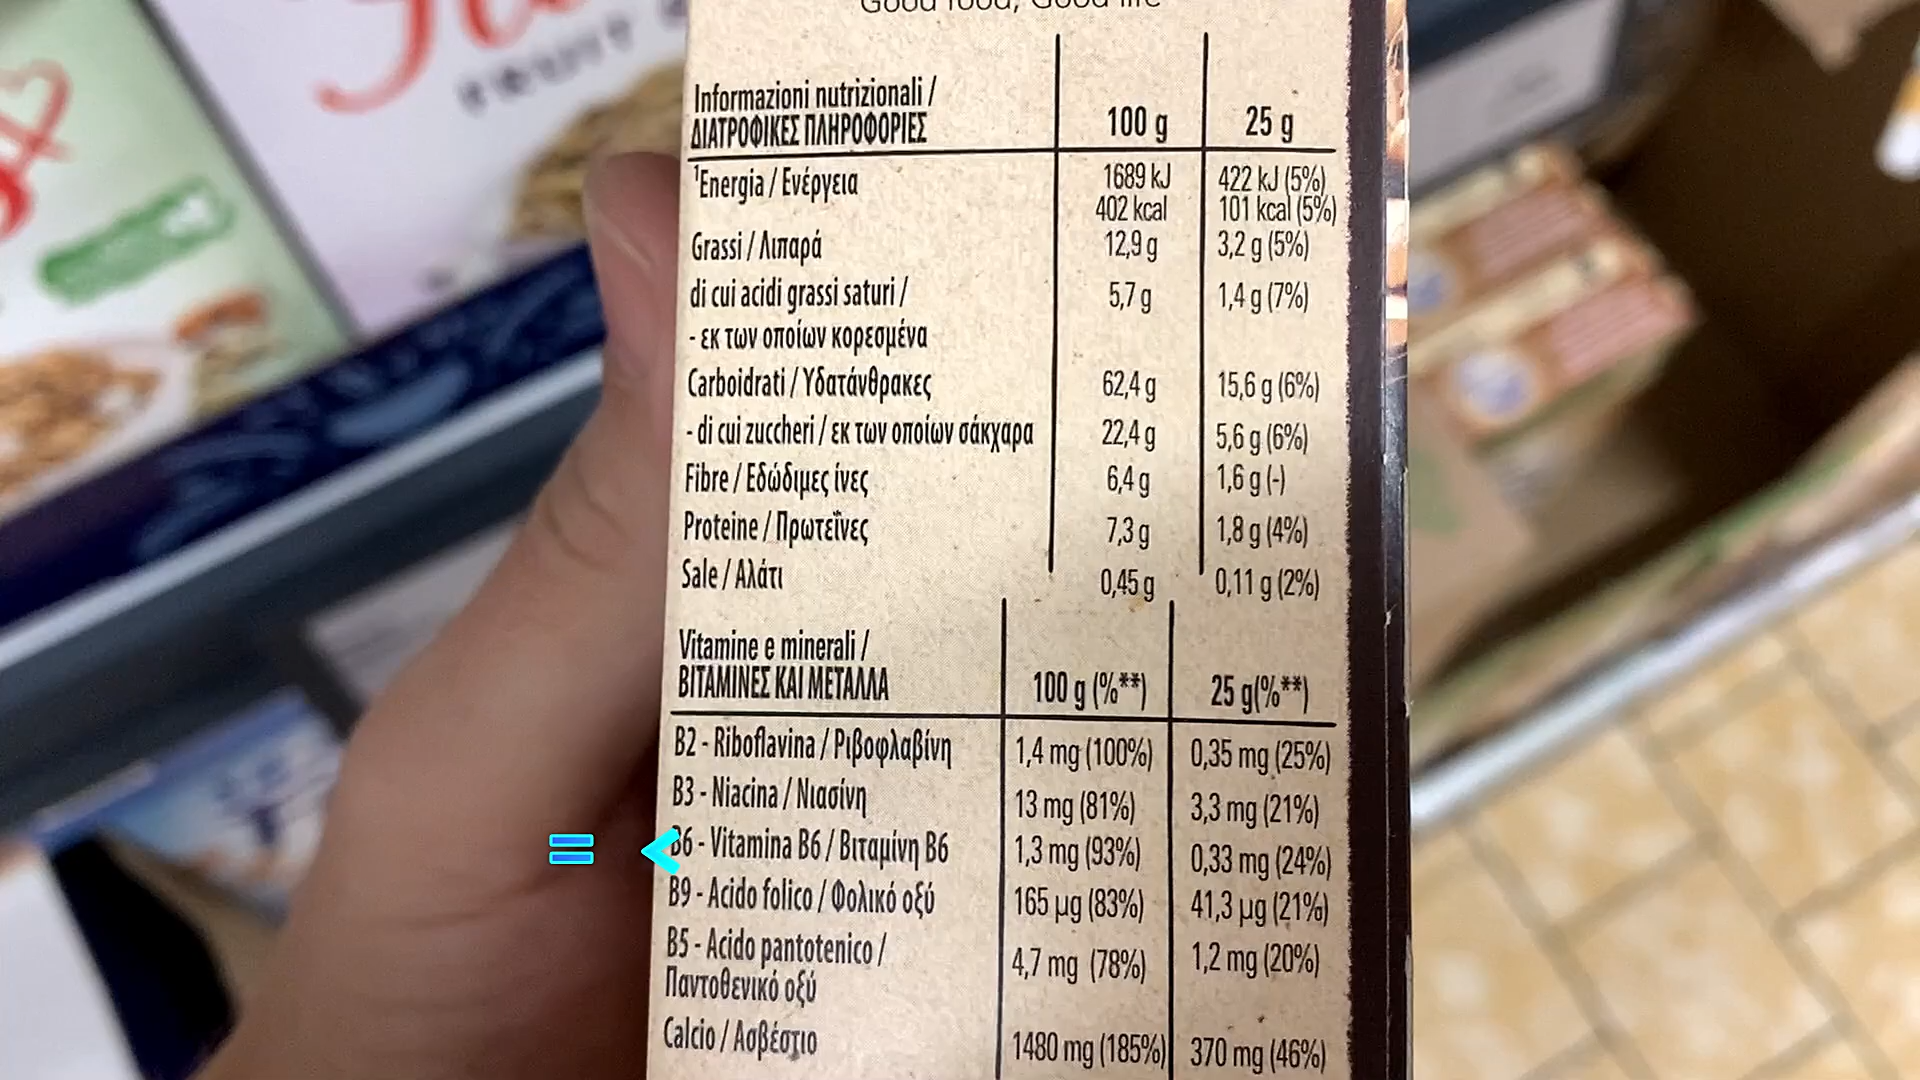 Good food, Good life
Informazioni nutrizionali /
ΔΙΑΤΡΟΦΙΚΕΣ ΠΛΗΡΟΦΟΡΙΕΣ 100 g 25 g
¹Energia / Ενέργεια 1689 kJ 422 kJ (5%)
402 kcal 101 kcal (5%)
Grassi / Λιπαρά 12,9 g 3,2 g (5%)
di cui acidi grassi saturi / 5,7 g 1,4 g (7%)
- εκ των οποίων κορεσμένα
Carboidrati / Υδατάνθρακες 62,4 g 15,6 g (6%)
- di cui zuccheri / εκ των οποίων σάκχαρα 22,4 g 5,6 g (6%)
Fibre / Εδώδιμες ίνες 6,4 g 1,6 g (-)
Proteine / Πρωτεΐνες 7,3 g 1,8 g (4%)
Sale / Αλάτι 0,45 g 0,11 g (2%)
Vitamine e minerali /
ΒΙΤΑΜΙΝΕΣ ΚΑΙ ΜΕΤΑΛΛΑ 100 g (%**) 25 g(%**)
B2 - Riboflavina / Ριβοφλαβίνη 1,4 mg (100%) 0,35 mg (25%)
B3 - Niacina / Νιασίνη 13 mg (81%) 3,3 mg (21%)
= < B6 - Vitamina B6 / Βιταμίνη B6 1,3 mg (93%) 0,33 mg (24%)
B9 - Acido folico / Φολικό οξύ 165 µg (83%) 41,3 µg (21%)
B5 - Acido pantotenico / 4,7 mg (78%) 1,2 mg (20%)
Παντοθενικό οξύ
Calcio / Ασβέστιο 1480 mg (185%) 370 mg (46%)
FRUIT